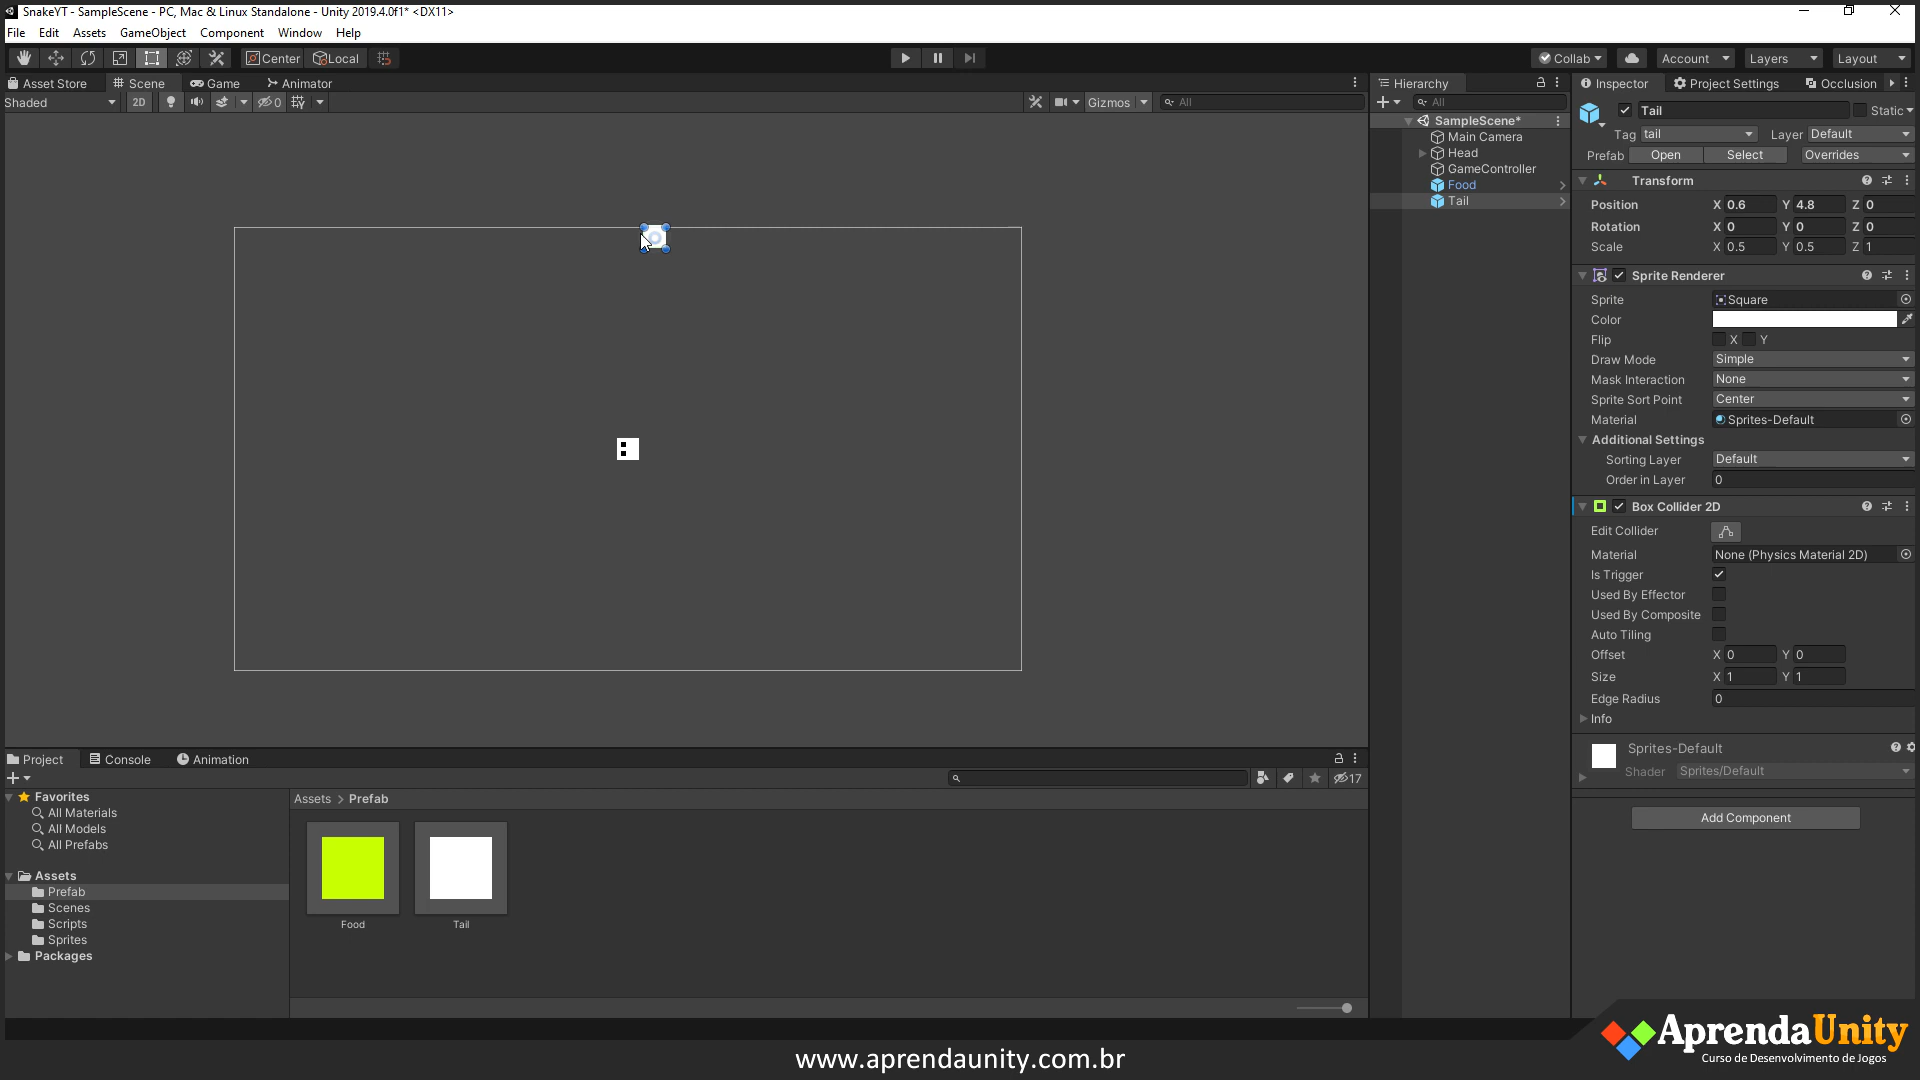 SnakeYT - SampleScene - PC, Mac & Linux Standalone - Unity 2019.4.0f1* <DX11>
File Edit Assets GameObject Component Window Help
Center Local Collab Account Layers Layout
Asset Store Scene Game Animator
Shaded 2D 0 Gizmos All
Hierarchy
All
SampleScene*
Main Camera
Head
GameController
Food
Tail
Inspector Project Settings Occlusion
Tail Static
Tag tail Layer Default
Prefab Open Select Overrides
Transform
Position X 0.6 Y 4.8 Z 0
Rotation X 0 Y 0 Z 0
Scale X 0.5 Y 0.5 Z 1
Sprite Renderer
Sprite Square
Color
Flip X Y
Draw Mode Simple
Mask Interaction None
Sprite Sort Point Center
Material Sprites-Default
Additional Settings
Sorting Layer Default
Order in Layer 0
Box Collider 2D
Edit Collider
Material None (Physics Material 2D)
Is Trigger
Used By Effector
Used By Composite
Auto Tiling
Offset X 0 Y 0
Size X 1 Y 1
Edge Radius 0
Info
Sprites-Default
Shader Sprites/Default
Add Component
Project Console Animation
17
Favorites
All Materials
All Models
All Prefabs
Assets
Prefab
Scenes
Scripts
Sprites
Packages
Assets > Prefab
Food Tail
AprendaUnity
Curso de Desenvolvimento de Jogos
www.aprendaunity.com.br